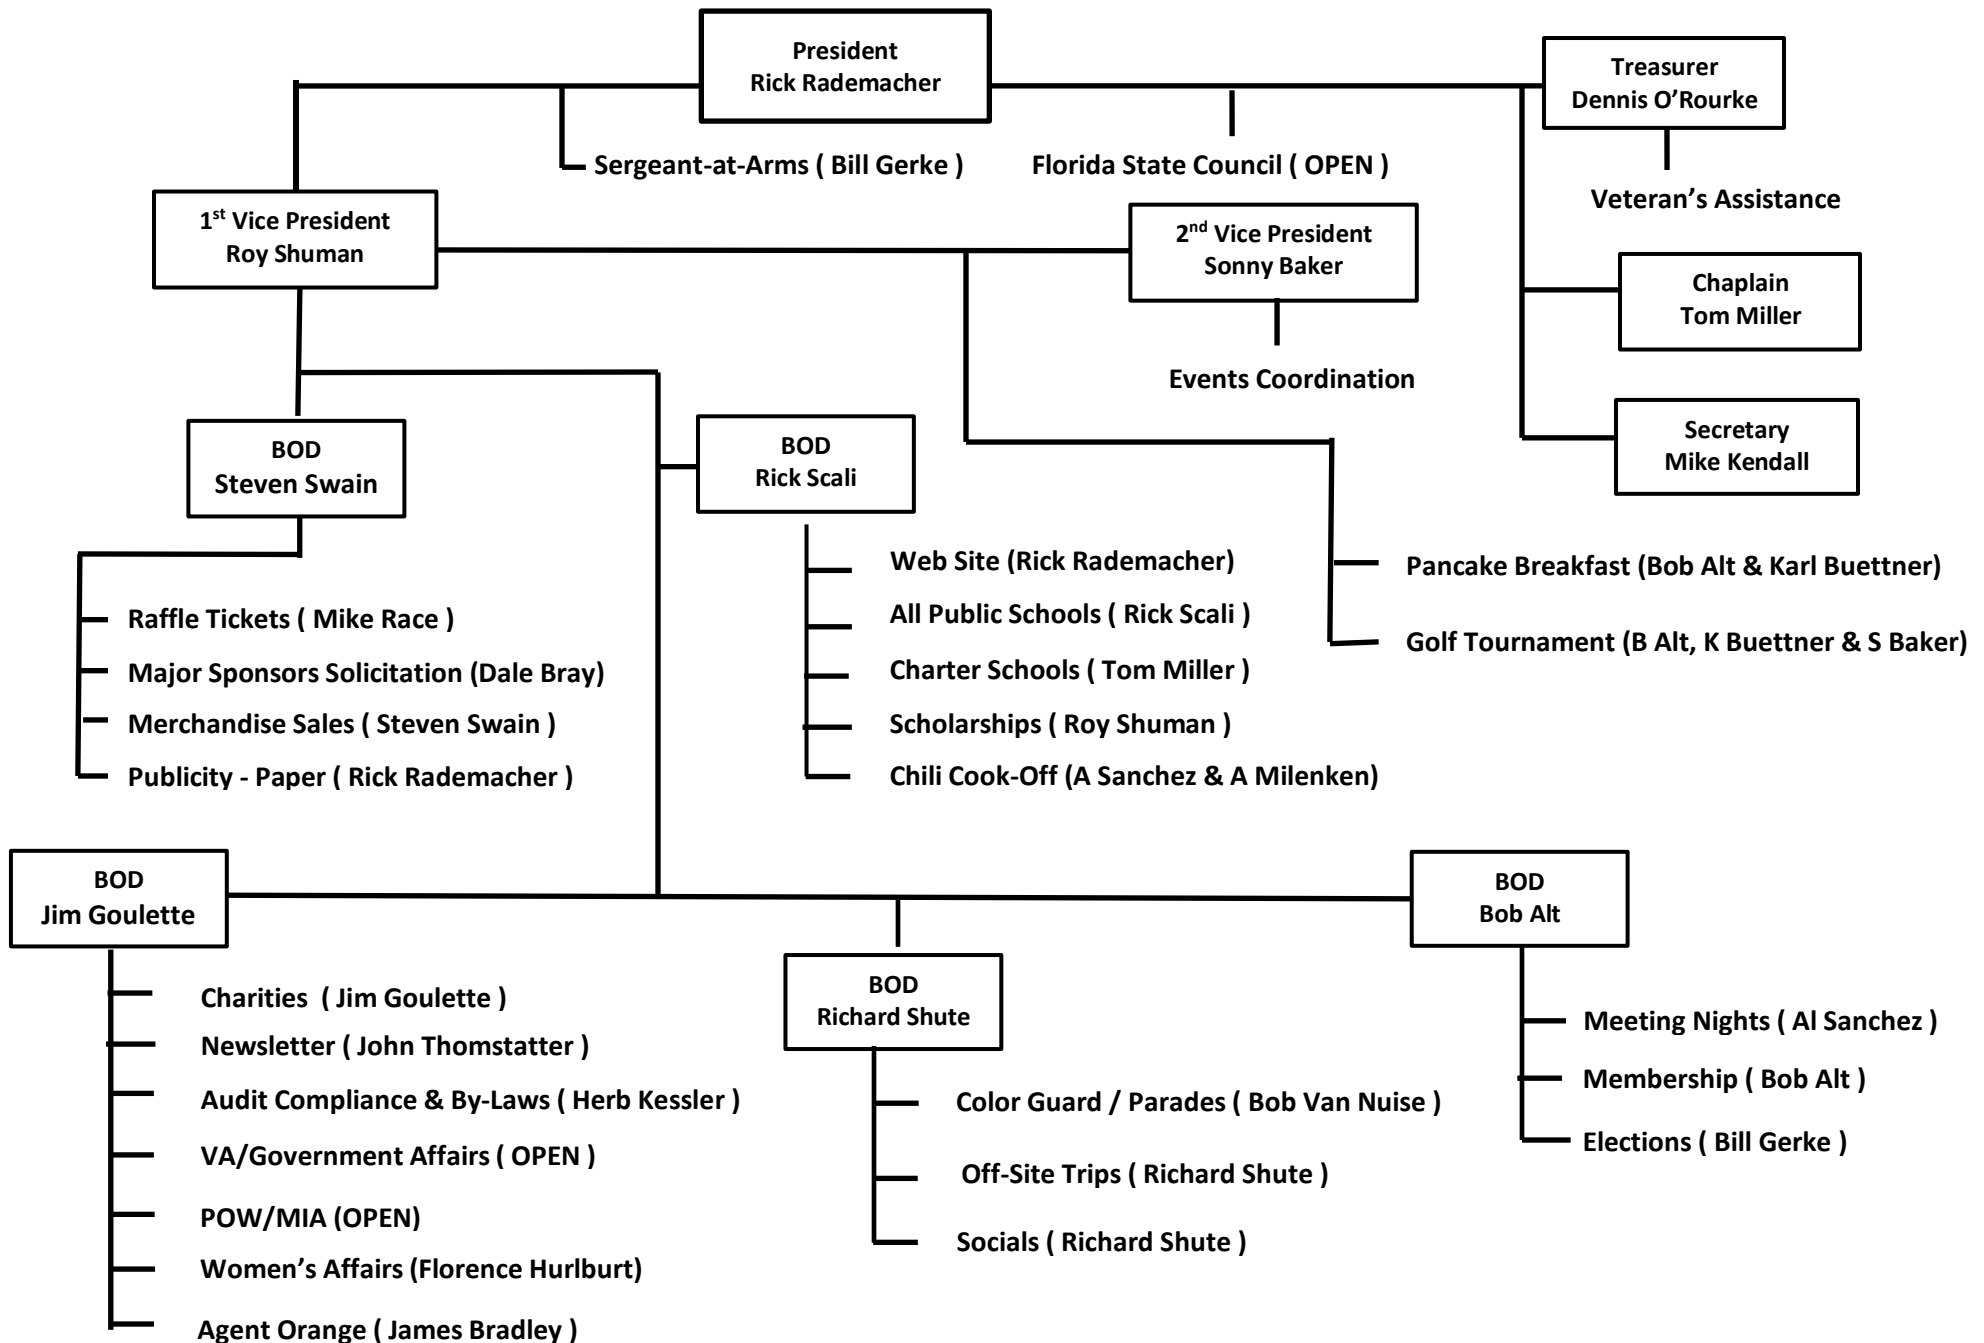 President
Rick Rademacher
Treasurer
Dennis O’Rourke
Sergeant-at-Arms ( Bill Gerke )
Florida State Council ( OPEN )
Veteran’s Assistance
1st Vice President
Roy Shuman
2nd Vice President
Sonny Baker
Chaplain
Tom Miller
Events Coordination
Secretary
Mike Kendall
BOD
Steven Swain
BOD
Rick Scali
Raffle Tickets ( Mike Race )
Major Sponsors Solicitation (Dale Bray)
Merchandise Sales ( Steven Swain )
Publicity - Paper ( Rick Rademacher )
Web Site (Rick Rademacher)
All Public Schools ( Rick Scali )
Charter Schools ( Tom Miller )
Scholarships ( Roy Shuman )
Chili Cook-Off (A Sanchez & A Milenken)
Pancake Breakfast (Bob Alt & Karl Buettner)
Golf Tournament (B Alt, K Buettner & S Baker)
BOD
Jim Goulette
BOD
Richard Shute
BOD
Bob Alt
Charities  ( Jim Goulette )
Newsletter ( John Thomstatter )
Audit Compliance & By-Laws ( Herb Kessler )
VA/Government Affairs ( OPEN )
POW/MIA (OPEN)
Women’s Affairs (Florence Hurlburt)
Agent Orange ( James Bradley )
Color Guard / Parades ( Bob Van Nuise )
Off-Site Trips ( Richard Shute )
Socials ( Richard Shute )
Meeting Nights ( Al Sanchez )
Membership ( Bob Alt )
Elections ( Bill Gerke )